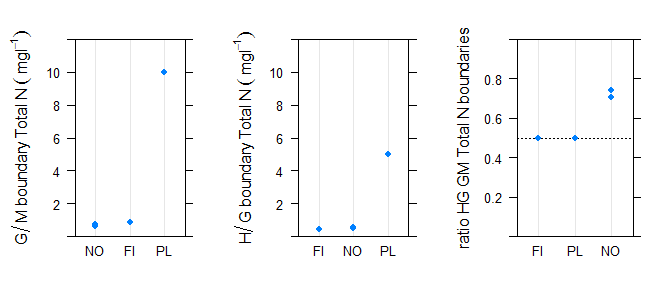 G/M boundary Total N ( mgl⁻¹)
10
8
6
4
2
NO FI PL
H/G boundary Total N ( mgl⁻¹)
10
8
6
4
2
FI NO PL
ratio HG GM Total N boundaries
0.8
0.6
0.4
0.2
FI PL NO